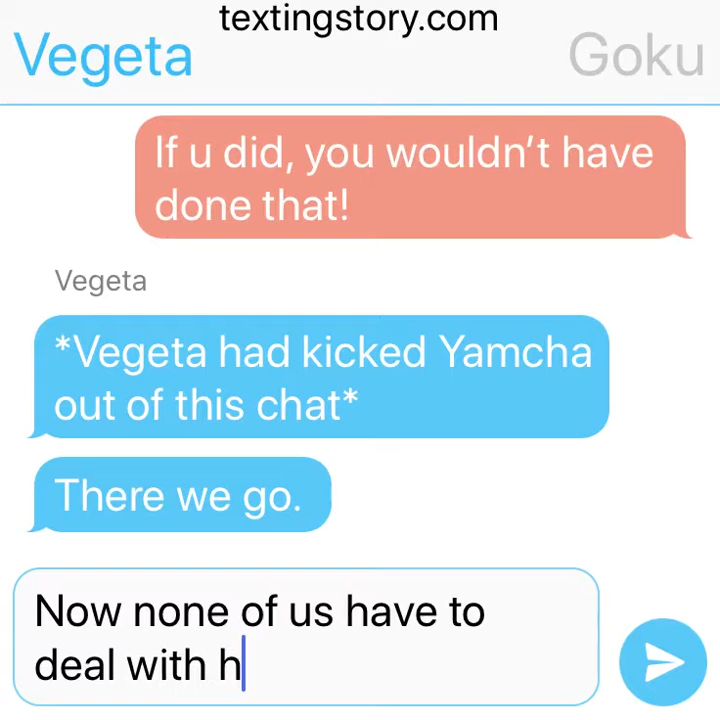 textingstory.com
Vegeta
Goku
If u did, you wouldn't have
done that!
Vegeta
*Vegeta had kicked Yamcha
out of this chat*
There we go.
Now none of us have to
deal with h